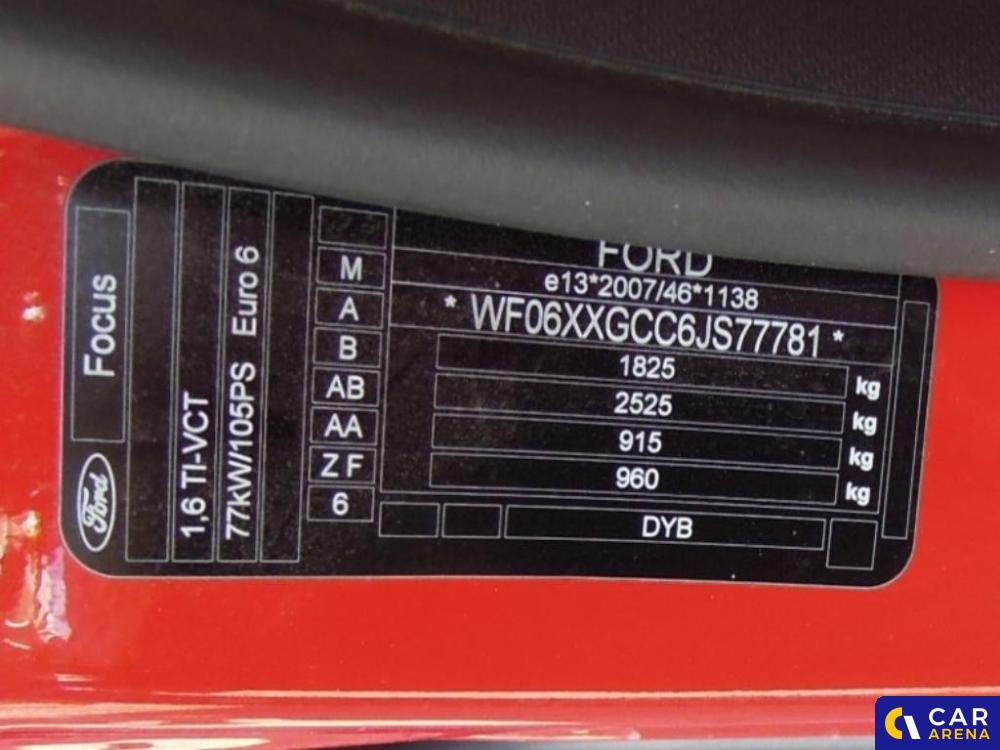 Focus
Ford
1,6 TI-VCT
77kW/105PS Euro 6
M
A
B
AB
AA
Z F
6
FORD
e13*2007/46*1138
* WF06XXGCC6JS77781 *
1825 kg
2525 kg
915 kg
960 kg
DYB
CAR
ARENA